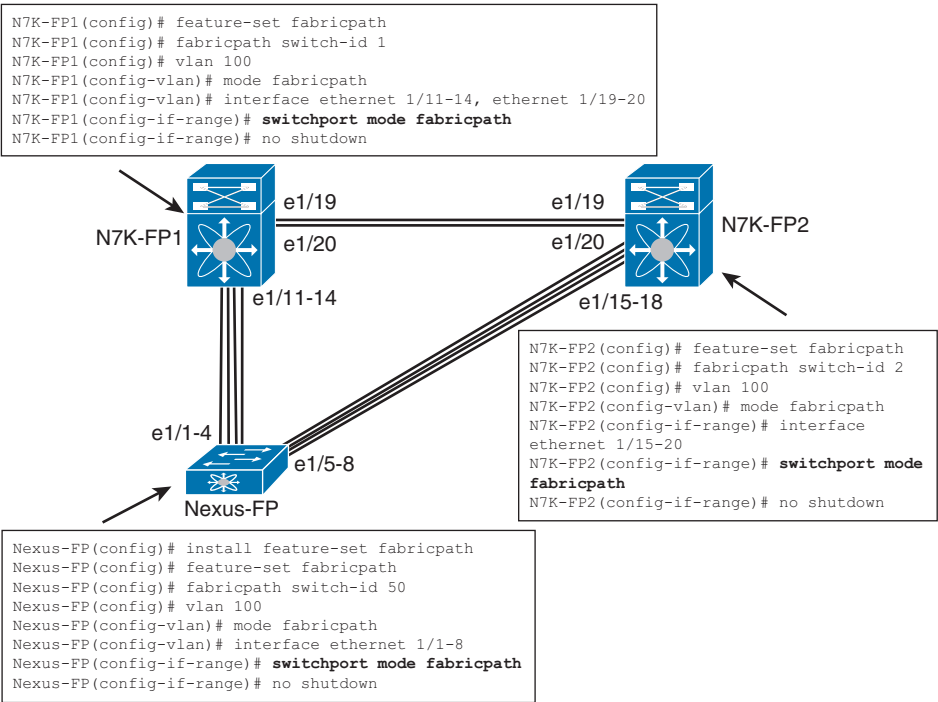 N7K-FP1(config)# feature-set fabricpath
N7K-FP1(config)# fabricpath switch-id 1
N7K-FP1(config)# vlan 100
N7K-FP1(config-vlan)# mode fabricpath
N7K-FP1(config-vlan)# interface ethernet 1/11-14, ethernet 1/19-20
N7K-FP1(config-if-range)# switchport mode fabricpath
N7K-FP1(config-if-range)# no shutdown
e1/19
e1/19
N7K-FP1
N7K-FP2
e1/20
e1/20
e1/11-14
e1/15-18
N7K-FP2(config)# feature-set fabricpath
N7K-FP2(config)# fabricpath switch-id 2
N7K-FP2(config)# vlan 100
N7K-FP2(config-vlan)# mode fabricpath
N7K-FP2(config-if-range)# interface
ethernet 1/15-20
N7K-FP2(config-if-range)# switchport mode
fabricpath
N7K-FP2(config-if-range)# no shutdown
e1/1-4
e1/5-8
Nexus-FP
Nexus-FP(config)# install feature-set fabricpath
Nexus-FP(config)# feature-set fabricpath
Nexus-FP(config)# fabricpath switch-id 50
Nexus-FP(config)# vlan 100
Nexus-FP(config-vlan)# mode fabricpath
Nexus-FP(config-vlan)# interface ethernet 1/1-8
Nexus-FP(config-if-range)# switchport mode fabricpath
Nexus-FP(config-if-range)# no shutdown